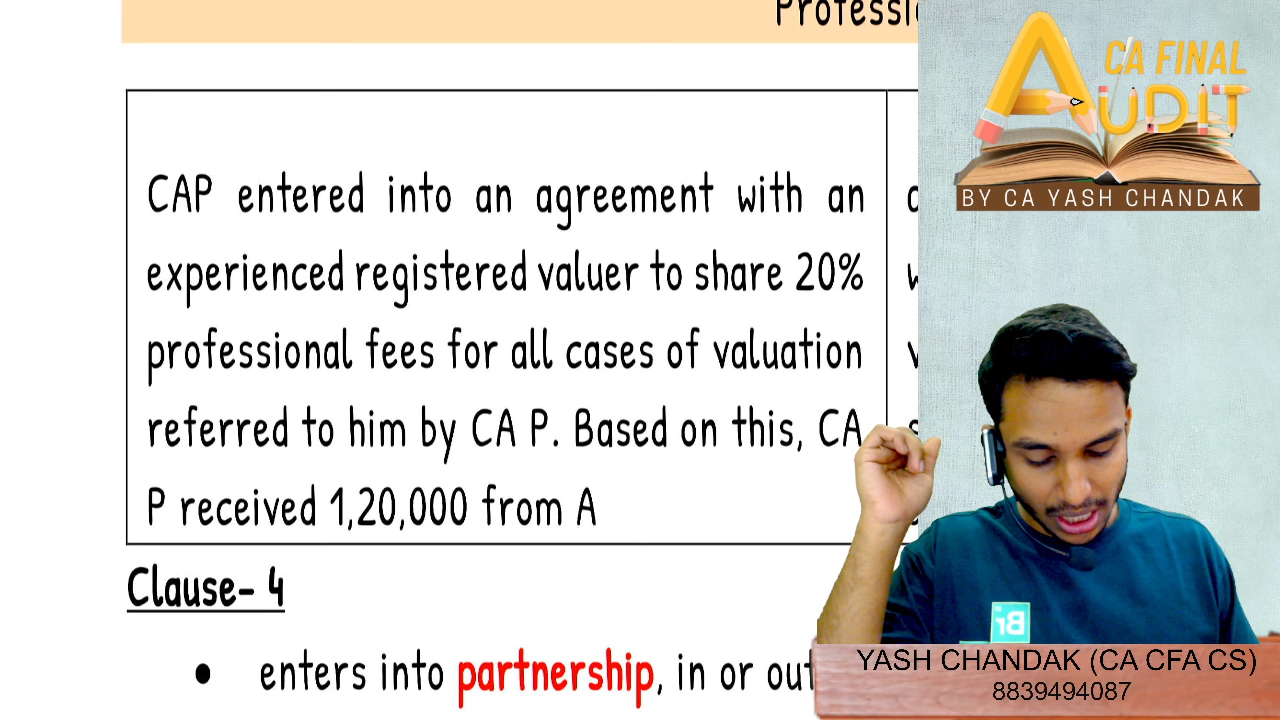 Professi
CA FINAL
AUDIT
BY CA YASH CHANDAK
CAP entered into an agreement with an
experienced registered valuer to share 20%
professional fees for all cases of valuation
referred to him by CA P. Based on this, CA
P received 1,20,000 from A
Clause- 4
• enters into partnership, in or out
YASH CHANDAK (CA CFA CS)
8839494087